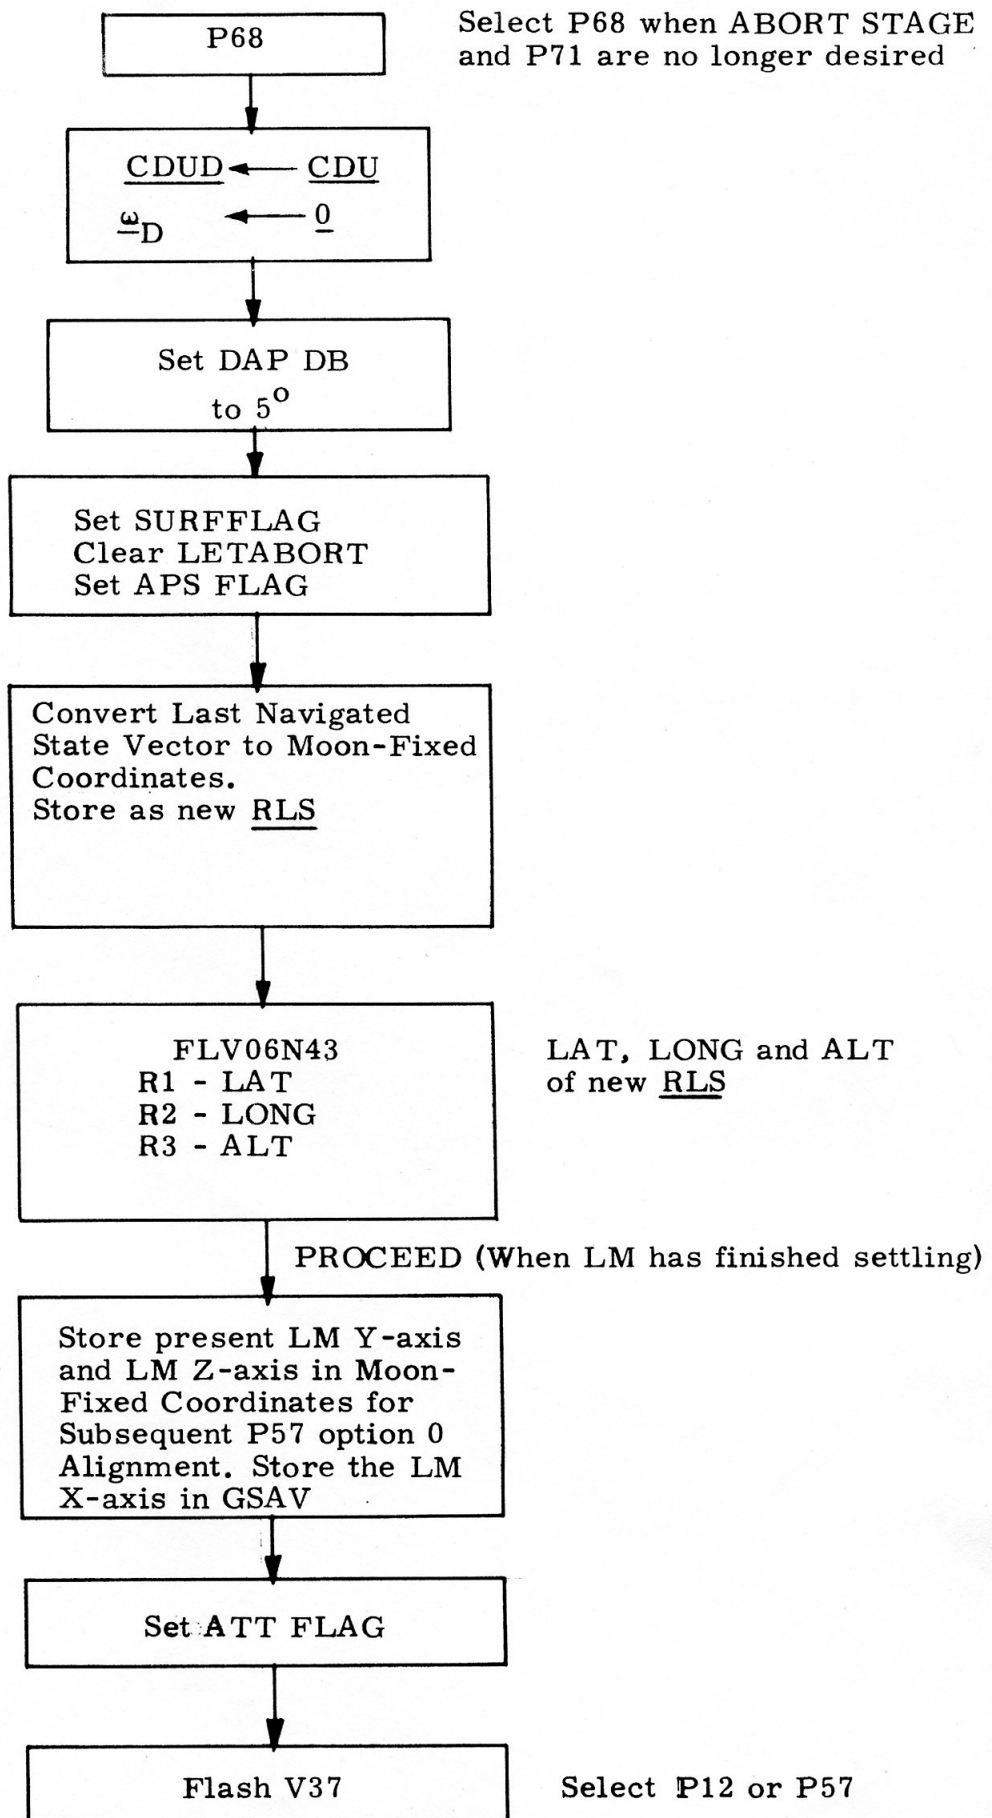 P68
Select P68 when ABORT STAGE
and P71 are no longer desired
CDUD ← CDU
ωD ← 0
Set DAP DB
to 5°
Set SURFFLAG
Clear LETABORT
Set APS FLAG
Convert Last Navigated
State Vector to Moon-Fixed
Coordinates.
Store as new RLS
FLV06N43
R1 - LAT
R2 - LONG
R3 - ALT
LAT, LONG and ALT
of new RLS
PROCEED (When LM has finished settling)
Store present LM Y-axis
and LM Z-axis in Moon-
Fixed Coordinates for
Subsequent P57 option 0
Alignment. Store the LM
X-axis in GSAV
Set ATT FLAG
Flash V37
Select P12 or P57